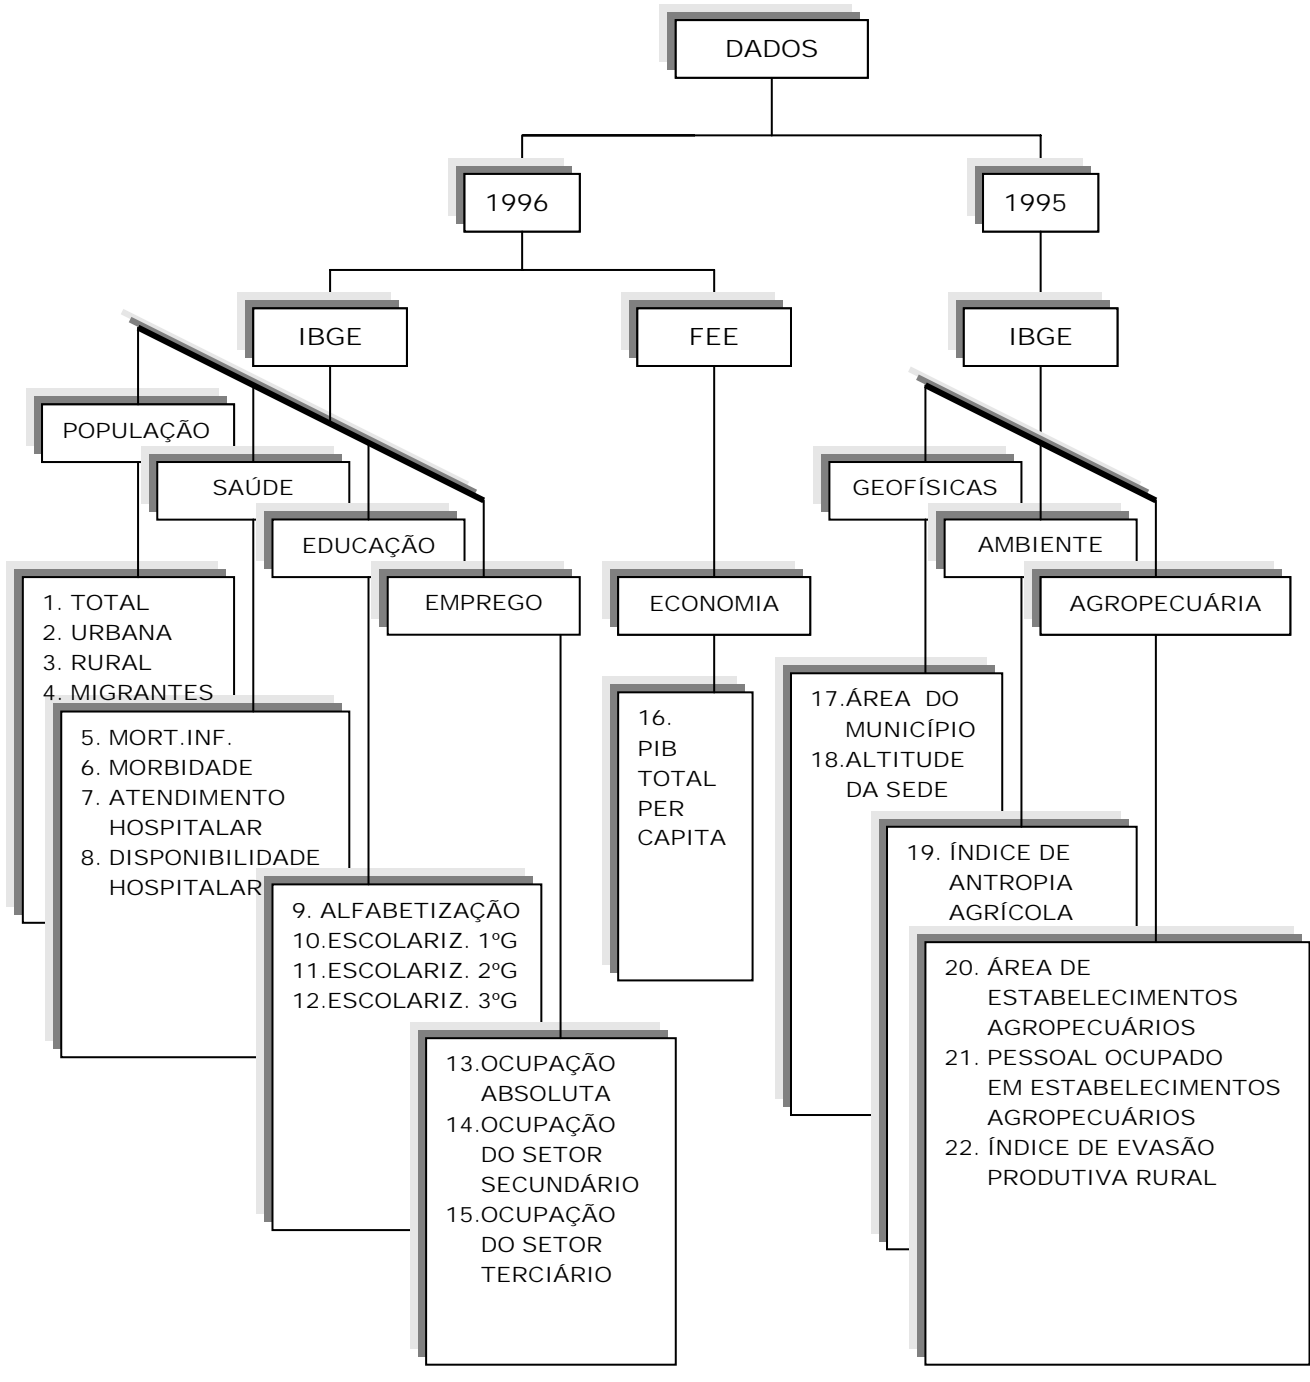 DADOS
1996
1995
IBGE
FEE
IBGE
POPULAÇÃO
SAÚDE
EDUCAÇÃO
EMPREGO
ECONOMIA
GEOFÍSICAS
AMBIENTE
AGROPECUÁRIA
1. TOTAL
2. URBANA
3. RURAL
4. MIGRANTES
5. MORT.INF.
6. MORBIDADE
7. ATENDIMENTO
HOSPITALAR
8. DISPONIBILIDADE
HOSPITALAR
9. ALFABETIZAÇÃO
10.ESCOLARIZ. 1ºG
11.ESCOLARIZ. 2ºG
12.ESCOLARIZ. 3ºG
13.OCUPAÇÃO
ABSOLUTA
14.OCUPAÇÃO
DO SETOR
SECUNDÁRIO
15.OCUPAÇÃO
DO SETOR
TERCIÁRIO
16.
PIB
TOTAL
PER
CAPITA
17.ÁREA DO
MUNICÍPIO
18.ALTITUDE
DA SEDE
19. ÍNDICE DE
ANTROPIA
AGRÍCOLA
20. ÁREA DE
ESTABELECIMENTOS
AGROPECUÁRIOS
21. PESSOAL OCUPADO
EM ESTABELECIMENTOS
AGROPECUÁRIOS
22. ÍNDICE DE EVASÃO
PRODUTIVA RURAL